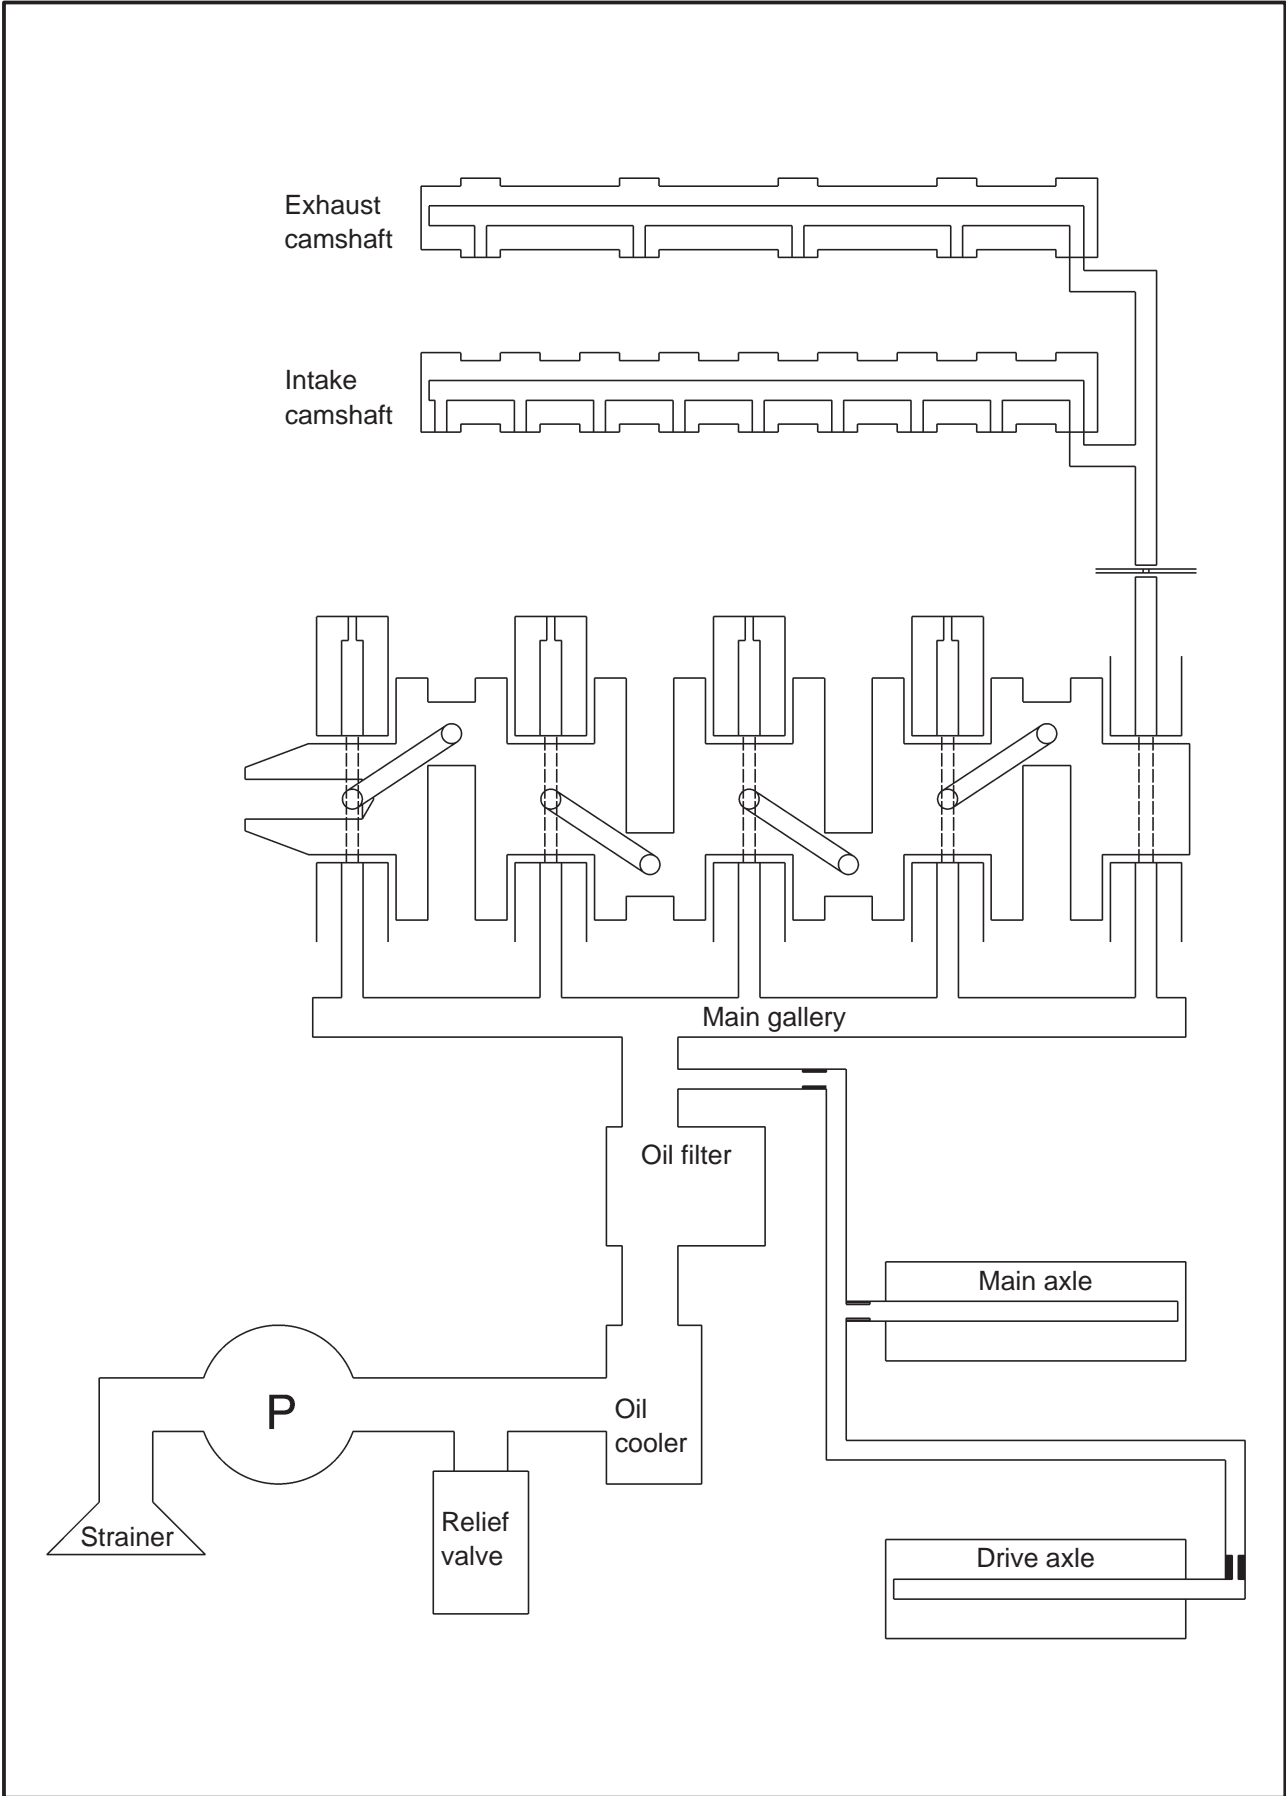 Exhaust
camshaft
Intake
camshaft
Main gallery
Oil filter
Main axle
P
Oil
cooler
Relief
valve
Strainer
Drive axle